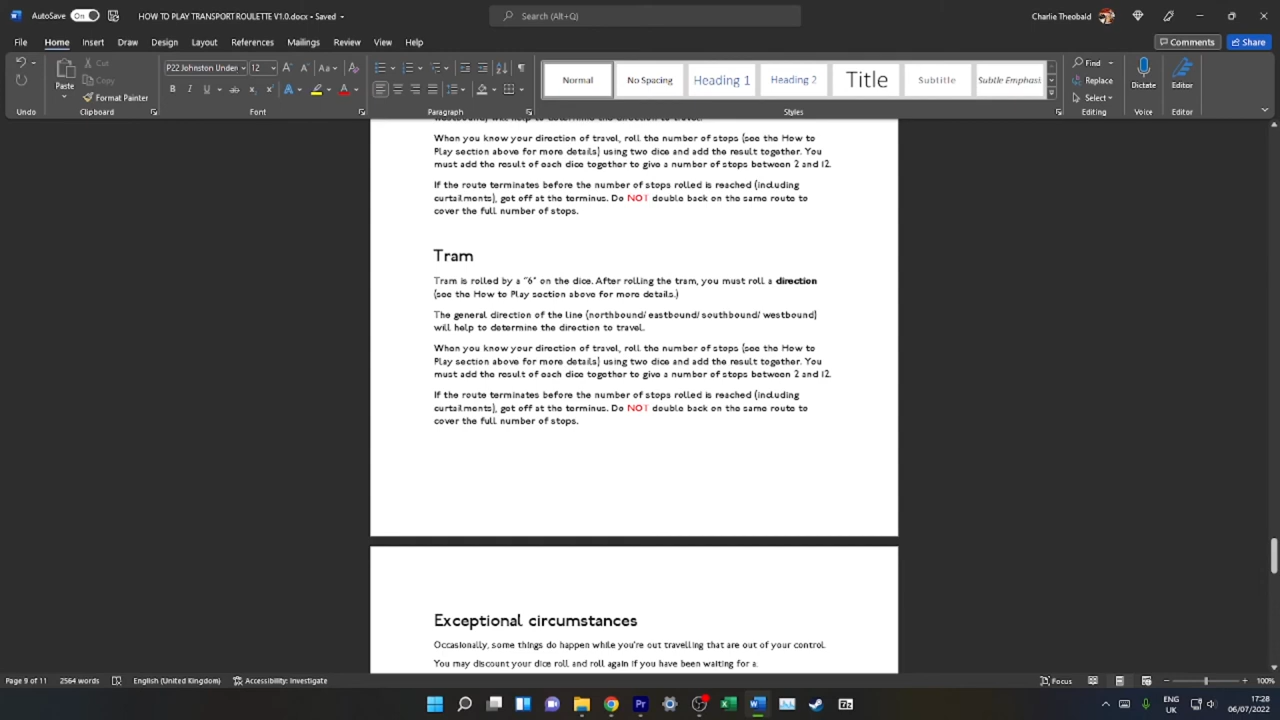 AutoSave On HOW TO PLAY TRANSPORT ROULETTE V1.0.docx - Saved Search (Alt+Q) Charlie Theobald
File Home Insert Draw Design Layout References Mailings Review View Help Comments Share
Paste
Cut
Copy
Format Painter
P22 Johnston Under 12
Normal No Spacing Heading 1 Heading 2 Title Subtitle Subtle Emphasis
Find
Replace
Select
Dictate Editor
Undo Clipboard Font Paragraph Styles Editing Voice Editor
westbound) will help to determine the direction to travel.
When you know your direction of travel, roll the number of stops (see the How to
Play section above for more details) using two dice and add the result together. You
must add the result of each dice together to give a number of stops between 2 and 12.
If the route terminates before the number of stops rolled is reached (including
curtailments), get off at the terminus. Do NOT double back on the same route to
cover the full number of stops.
Tram
Tram is rolled by a “6” on the dice. After rolling the tram, you must roll a direction
(see the How to Play section above for more details.)
The general direction of the line (northbound/ eastbound/ southbound/ westbound)
will help to determine the direction to travel.
When you know your direction of travel, roll the number of stops (see the How to
Play section above for more details) using two dice and add the result together. You
must add the result of each dice together to give a number of stops between 2 and 12.
If the route terminates before the number of stops rolled is reached (including
curtailments), get off at the terminus. Do NOT double back on the same route to
cover the full number of stops.
Exceptional circumstances
Occasionally, some things do happen while you're out travelling that are out of your control.
You may discount your dice roll and roll again if you have been waiting for a.
Page 9 of 11 2564 words English (United Kingdom) Accessibility: Investigate Focus 100%
ENG
UK
17:28
06/07/2022